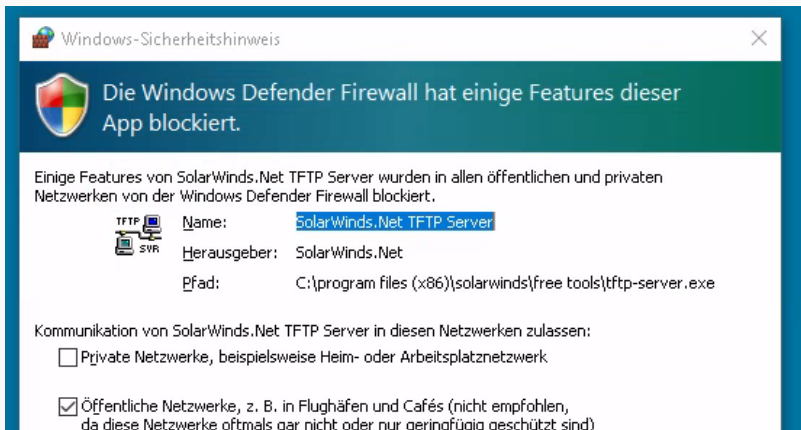 Windows-Sicherheitshinweis
Die Windows Defender Firewall hat einige Features dieser
App blockiert.
Einige Features von SolarWinds.Net TFTP Server wurden in allen öffentlichen und privaten
Netzwerken von der Windows Defender Firewall blockiert.
TFTP
SVR
Name: SolarWinds.Net TFTP Server
Herausgeber: SolarWinds.Net
Pfad: C:\program files (x86)\solarwinds\free tools\tftp-server.exe
Kommunikation von SolarWinds.Net TFTP Server in diesen Netzwerken zulassen:
Private Netzwerke, beispielsweise Heim- oder Arbeitsplatznetzwerk
Öffentliche Netzwerke, z. B. in Flughäfen und Cafés (nicht empfohlen,
da diese Netzwerke oftmals gar nicht oder nur geringfügig geschützt sind)